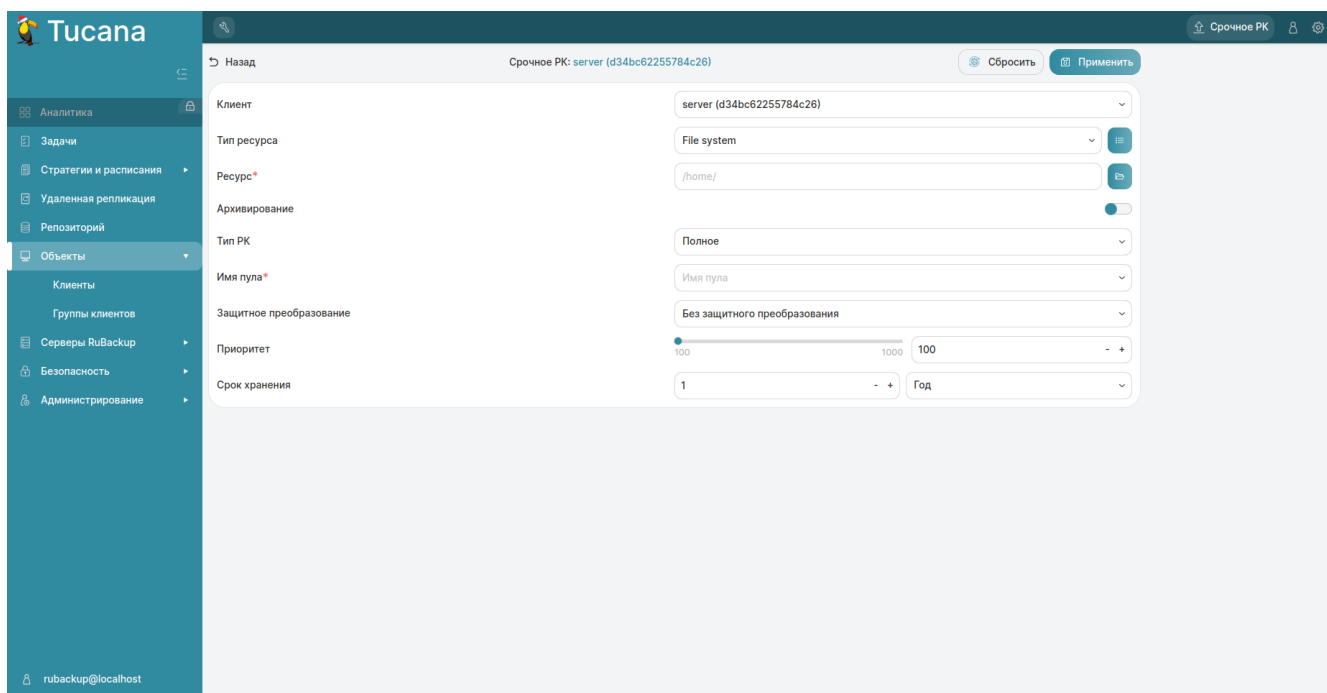 Tucana
Срочное РК
Назад
Срочное РК: server (d34bc62255784c26)
Сбросить
Применить
Аналитика
Задачи
Стратегии и расписания
Удаленная репликация
Репозиторий
Объекты
Клиенты
Группы клиентов
Серверы RuBackup
Безопасность
Администрирование
rubackup@localhost
Клиент
server (d34bc62255784c26)
Тип ресурса
File system
Ресурс*
/home/
Архивирование
Тип РК
Полное
Имя пула*
Имя пула
Защитное преобразование
Без защитного преобразования
Приоритет
100 1000 100 - +
Срок хранения
1 - + Год